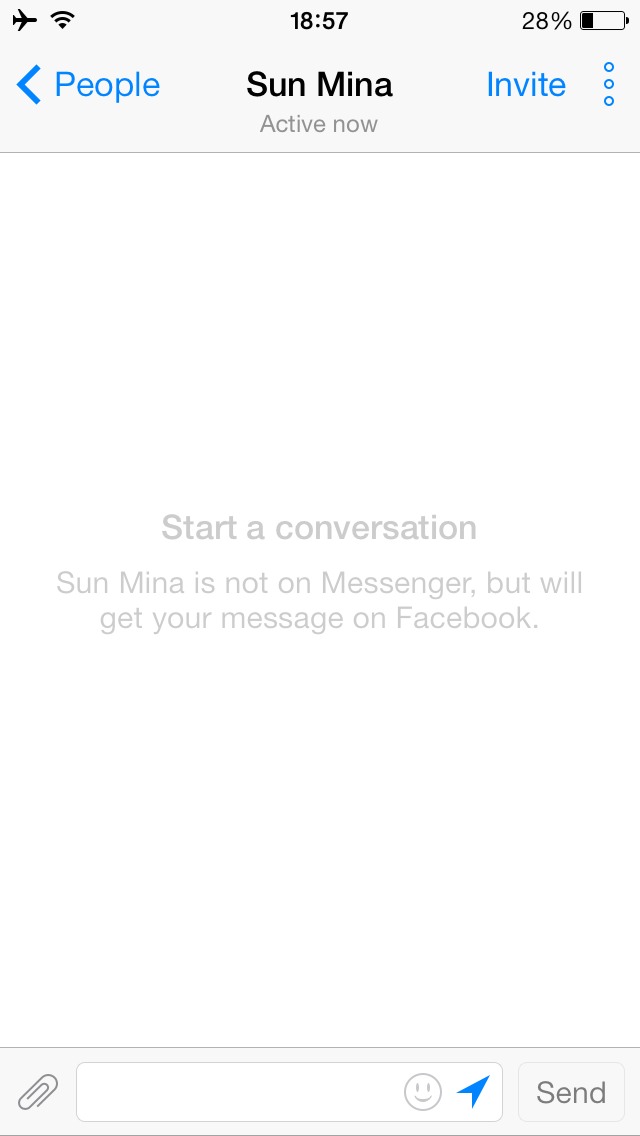 18:57 28%
People Sun Mina Invite
Active now
Start a conversation
Sun Mina is not on Messenger, but will
get your message on Facebook.
Send